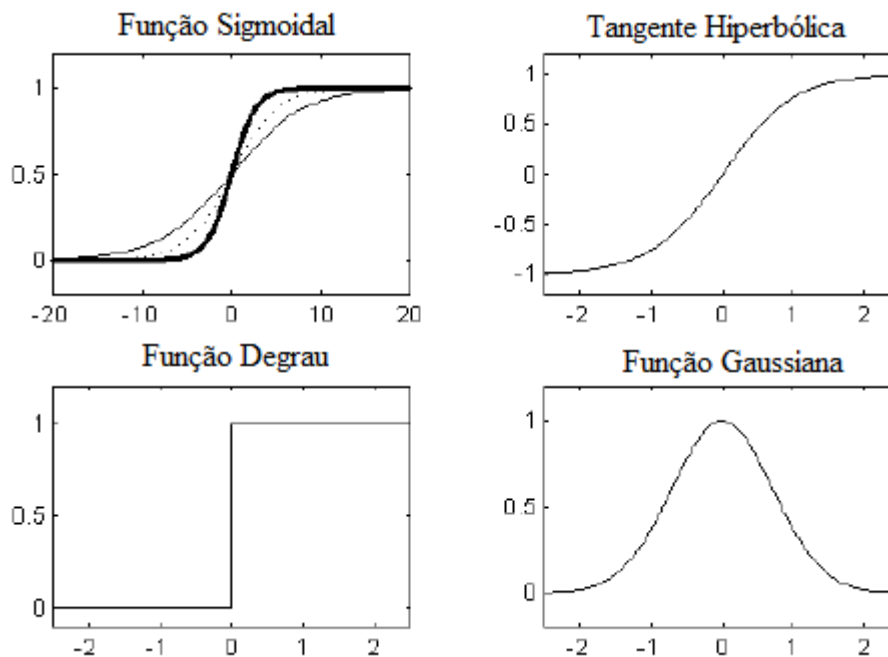 Função Sigmoidal
1
0.5
0
-20 -10 0 10 20
Tangente Hiperbólica
1
0.5
0
-0.5
-1
-2 -1 0 1 2
Função Degrau
1
0.5
0
-2 -1 0 1 2
Função Gaussiana
1
0.5
0
-2 -1 0 1 2